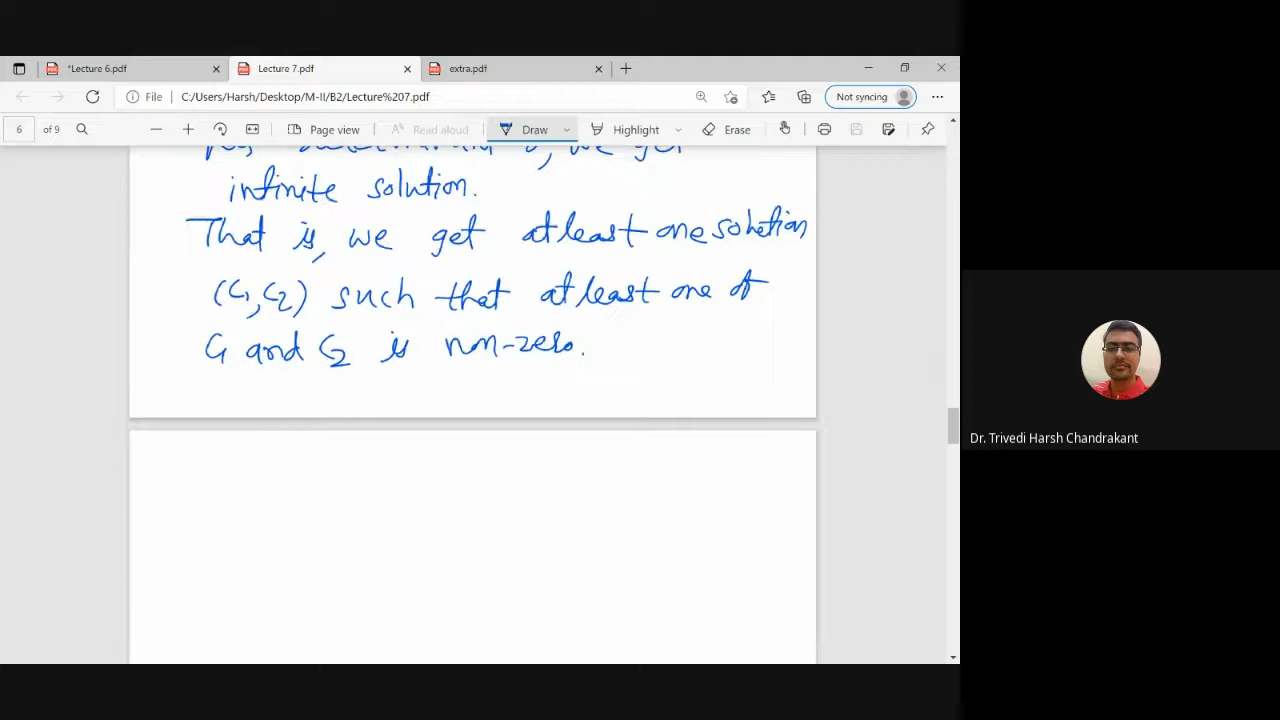 *Lecture 6.pdf
Lecture 7.pdf
extra.pdf
File
C:/Users/Harsh/Desktop/M-II/B2/Lecture%207.pdf
Not syncing
6 of 9
Page view
Read aloud
Draw
Highlight
Erase
we get
infinite solution.
That is, we get atleast one solution
(C1, C2) such that atleast one of
C1 and C2 is non-zero.
Dr. Trivedi Harsh Chandrakant